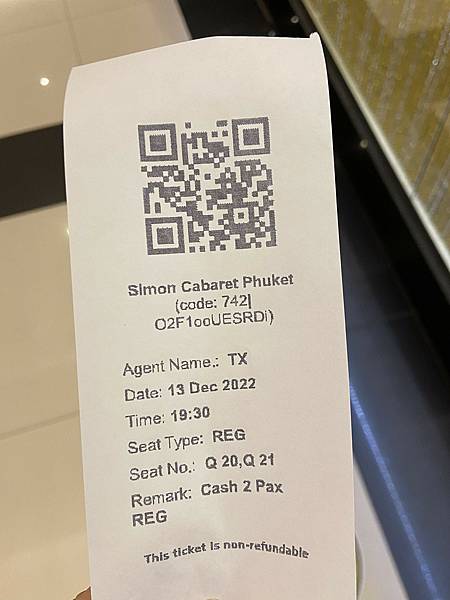 Simon Cabaret Phuket
(code: 742|
O2F1ooUESRDi)
Agent Name.: TX
Date: 13 Dec 2022
Time: 19:30
Seat Type: REG
Seat No.: Q 20,Q 21
Remark: Cash 2 Pax
REG
This ticket is non-refundable